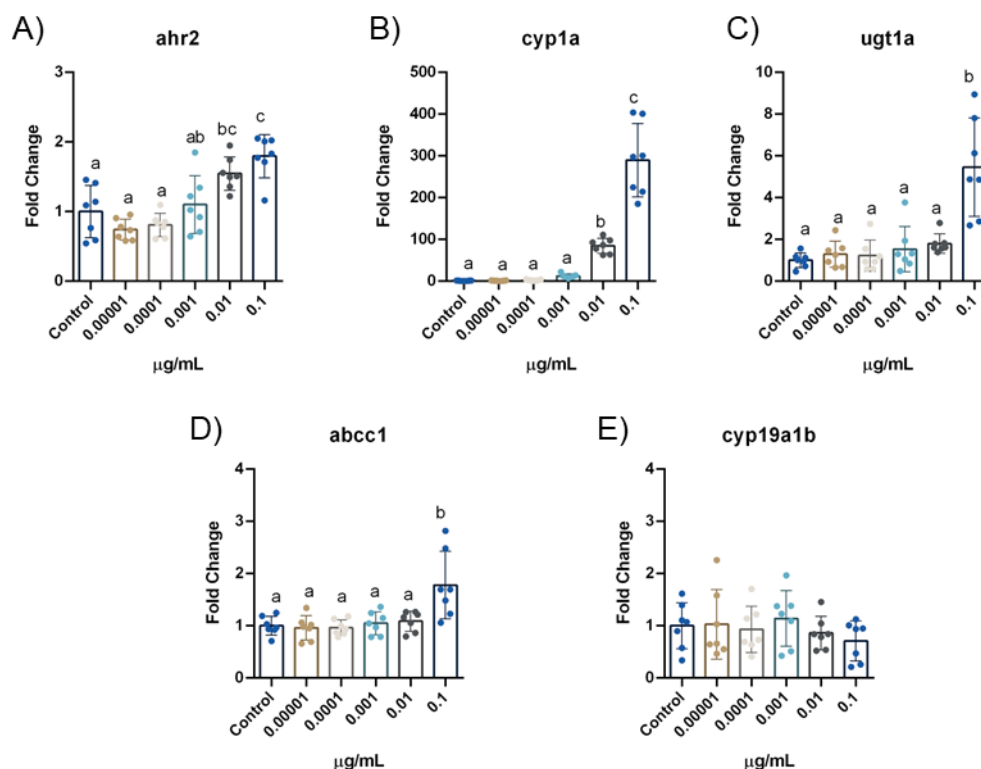 A)
ahr2
Fold Change
3
2
1
0
a
a
a
ab
bc
c
Control
0.00001
0.0001
0.001
0.01
0.1
μg/mL
B)
cyp1a
Fold Change
500
400
300
200
100
0
a
a
a
a
b
c
Control
0.00001
0.0001
0.001
0.01
0.1
μg/mL
C)
ugt1a
Fold Change
10
8
6
4
2
0
a
a
a
a
a
b
Control
0.00001
0.0001
0.001
0.01
0.1
μg/mL
D)
abcc1
Fold Change
4
3
2
1
0
a
a
a
a
a
b
Control
0.00001
0.0001
0.001
0.01
0.1
μg/mL
E)
cyp19a1b
Fold Change
4
3
2
1
0
Control
0.00001
0.0001
0.001
0.01
0.1
μg/mL